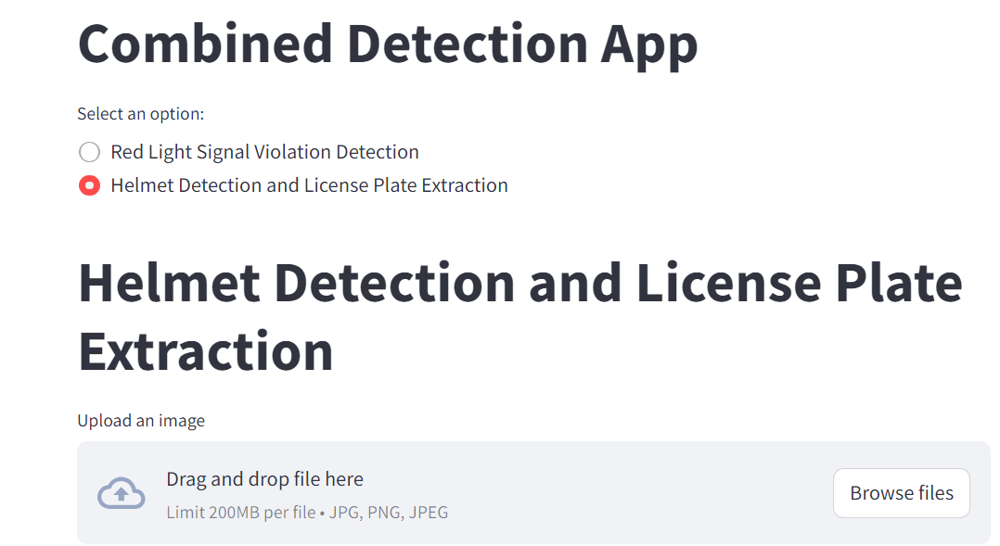 Combined Detection App
Select an option:
Red Light Signal Violation Detection
Helmet Detection and License Plate Extraction
Helmet Detection and License Plate
Extraction
Upload an image
Drag and drop file here
Limit 200MB per file • JPG, PNG, JPEG
Browse files